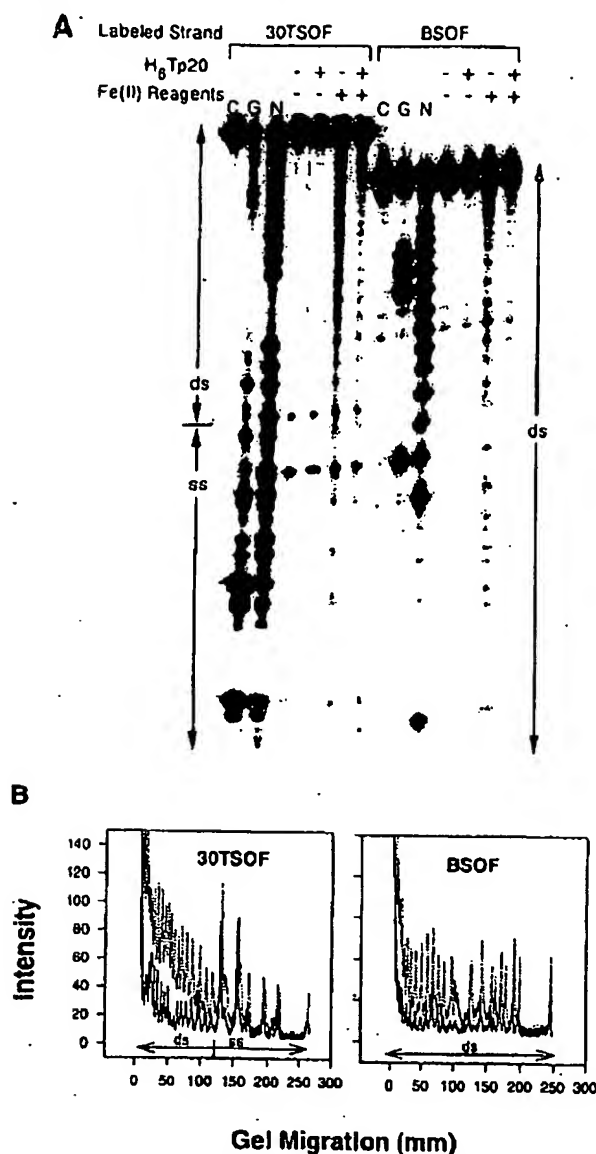 A
Labeled Strand 30TSOF BSOF
H6Tp20 - + - + - + - +
Fe(II) Reagents - - + + - - + +
C G N C G N
ds
ss
ds
B
140
120
100
80
60
40
20
0
Intensity
30TSOF
BSOF
ds ss
ds
0 50 100 150 200 250 300
0 50 100 150 200 250 300
Gel Migration (mm)